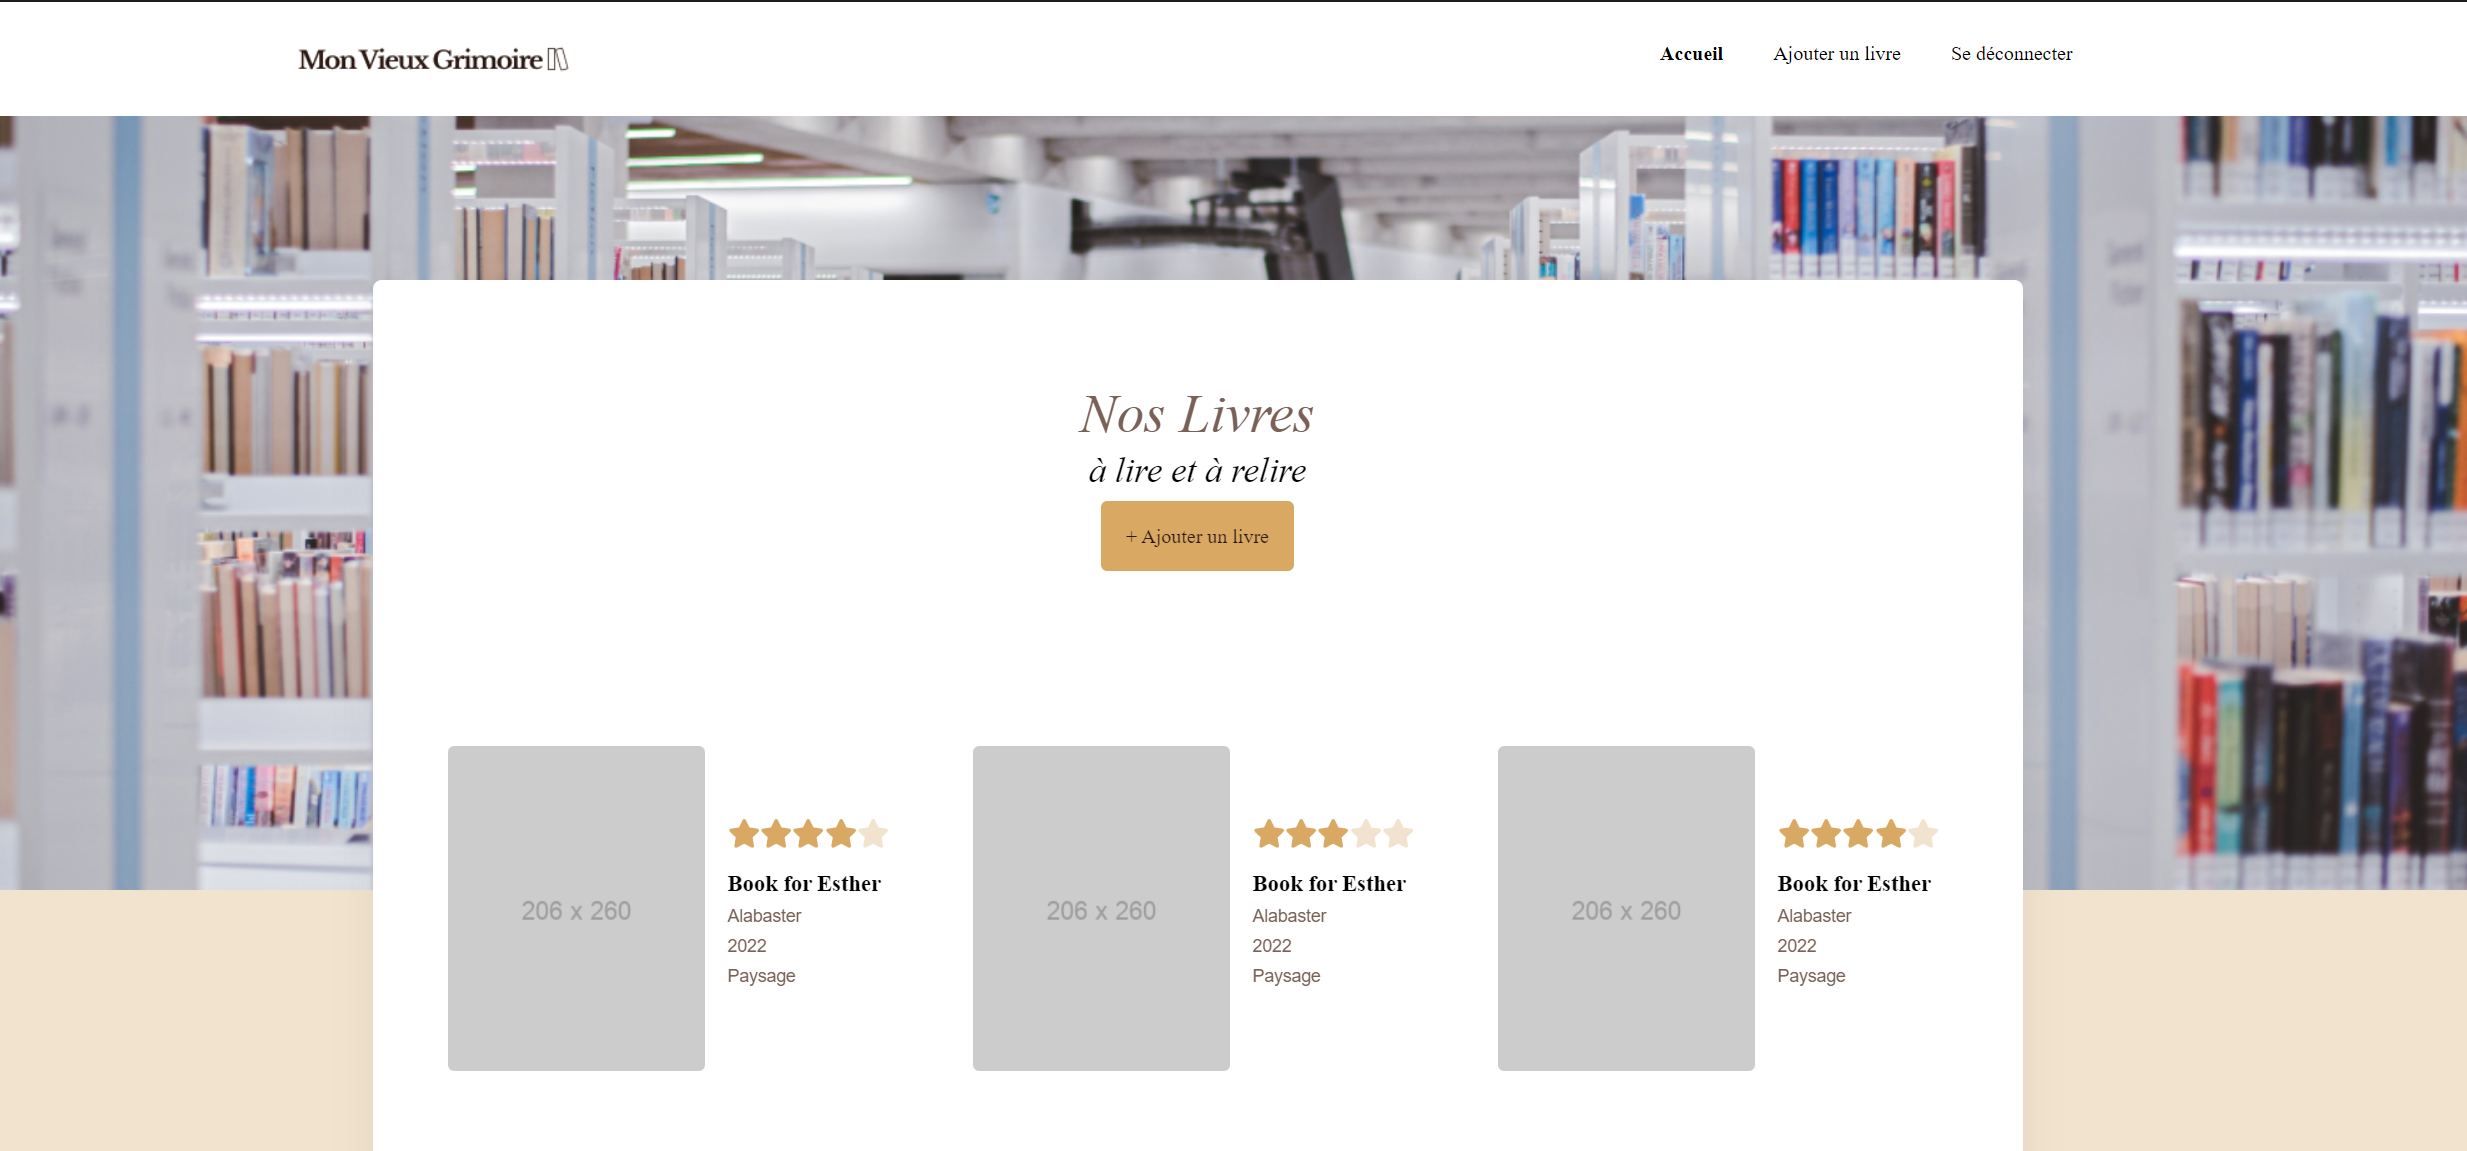 Mon Vieux Grimoire
Accueil
Ajouter un livre
Se déconnecter
Nos Livres
à lire et à relire
+ Ajouter un livre
206 x 260
Book for Esther
Alabaster
2022
Paysage
206 x 260
Book for Esther
Alabaster
2022
Paysage
206 x 260
Book for Esther
Alabaster
2022
Paysage